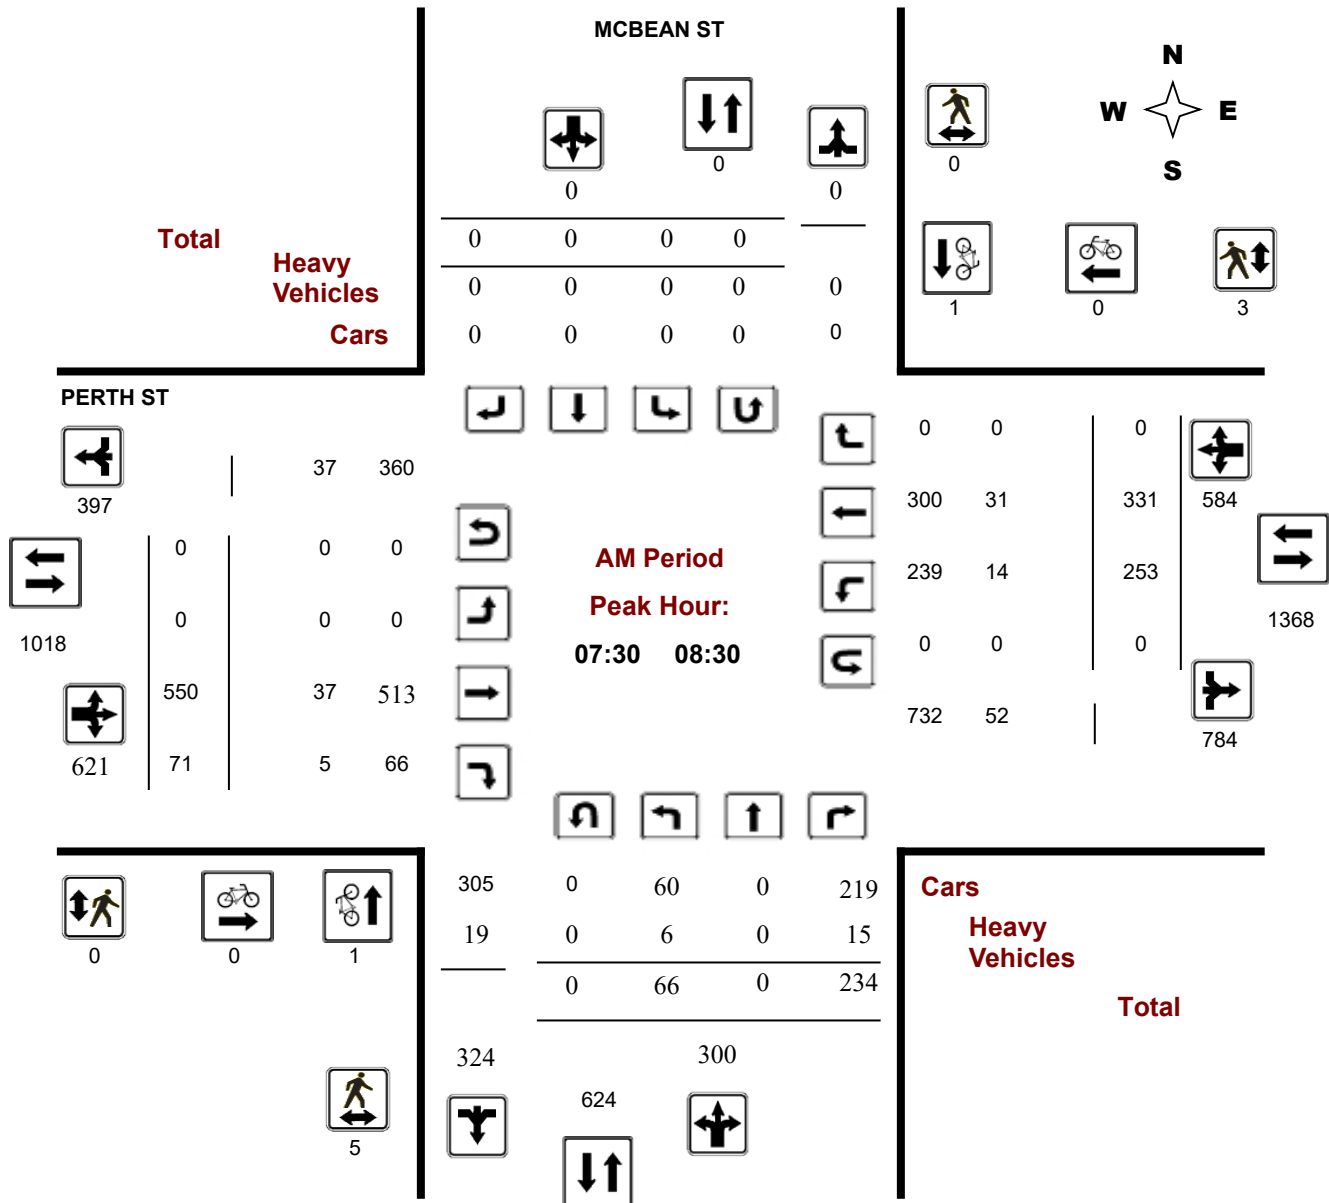 MCBEAN ST
N
W E
S
0
0
0 0
Total
0 0 0 0
Heavy
Vehicles
0 0 0 0 0
1 0 3
Cars
0 0 0 0 0
PERTH ST
0 0 0
37 360
397
300 31 331 584
0 0 0
AM Period
239 14 253
Peak Hour:
0 0 0
1018
1368
07:30 08:30
0 0 0
550 37 513
732 52
784
621 71 5 66
305 0 60 0 219
Cars
19 0 6 0 15
Heavy
Vehicles
0 0 1
0 66 0 234
Total
324 300
624
5